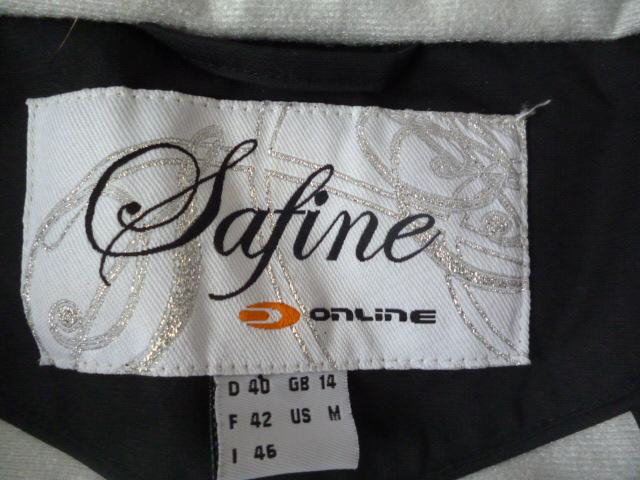 Safine
ONLINE
D 40 GB 14
F 42 US M
I 46